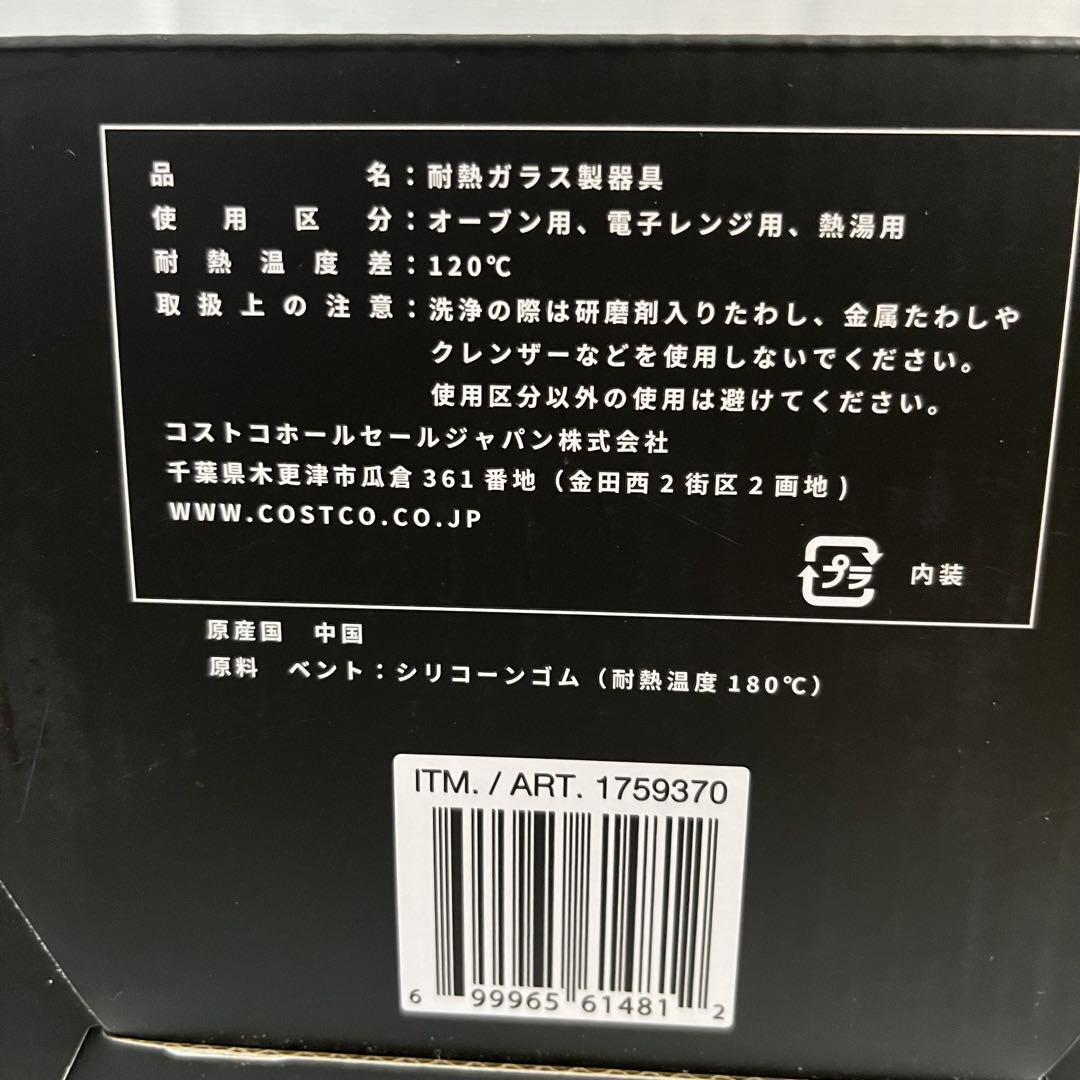 品名：耐熱ガラス製器具
使用区分：オーブン用、電子レンジ用、熱湯用
耐熱温度差：120℃
取扱上の注意：洗浄の際は研磨剤入りたわし、金属たわしや
クレンザーなどを使用しないでください。
使用区分以外の使用は避けてください。
コストコホールセールジャパン株式会社
千葉県木更津市瓜倉361番地（金田西2街区2画地)
WWW.COSTCO.CO.JP
プラ 内装
原産国 中国
原料 ベント：シリコーンゴム（耐熱温度180℃）
ITM. / ART. 1759370
6 99965 61481 2